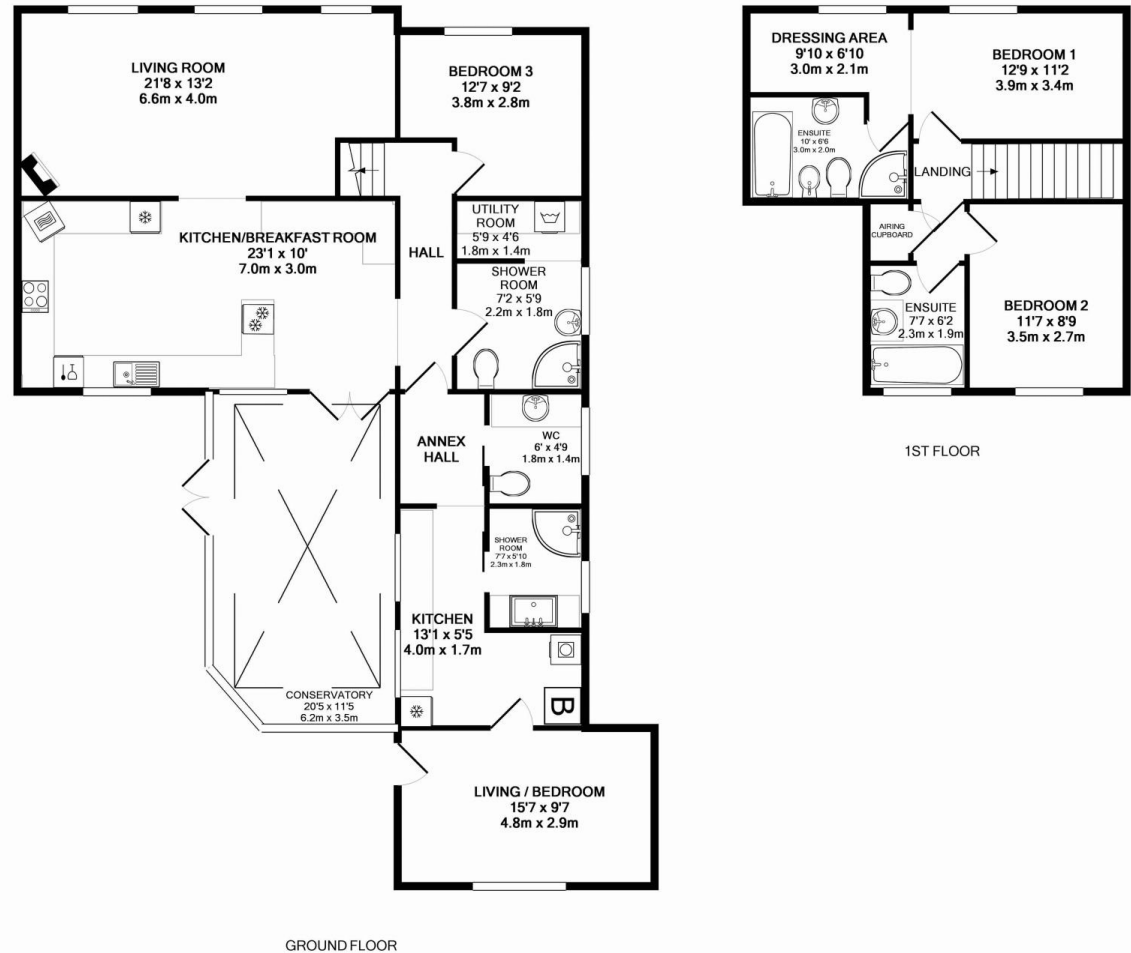 LIVING ROOM
21'8 x 13'2
6.6m x 4.0m
BEDROOM 3
12'7 x 9'2
3.8m x 2.8m
KITCHEN/BREAKFAST ROOM
23'1 x 10'
7.0m x 3.0m
HALL
UTILITY
ROOM
5'9 x 4'6
1.8m x 1.4m
SHOWER
ROOM
7'2 x 5'9
2.2m x 1.8m
ANNEX
HALL
WC
6' x 4'9
1.8m x 1.4m
SHOWER
ROOM
7'7 x 5'10
2.3m x 1.8m
KITCHEN
13'1 x 5'5
4.0m x 1.7m
B
CONSERVATORY
20'5 x 11'5
6.2m x 3.5m
LIVING / BEDROOM
15'7 x 9'7
4.8m x 2.9m
GROUND FLOOR
DRESSING AREA
9'10 x 6'10
3.0m x 2.1m
BEDROOM 1
12'9 x 11'2
3.9m x 3.4m
ENSUITE
10' x 6'6
3.0m x 2.0m
LANDING
AIRING
CUPBOARD
ENSUITE
7'7 x 6'2
2.3m x 1.9m
BEDROOM 2
11'7 x 8'9
3.5m x 2.7m
1ST FLOOR